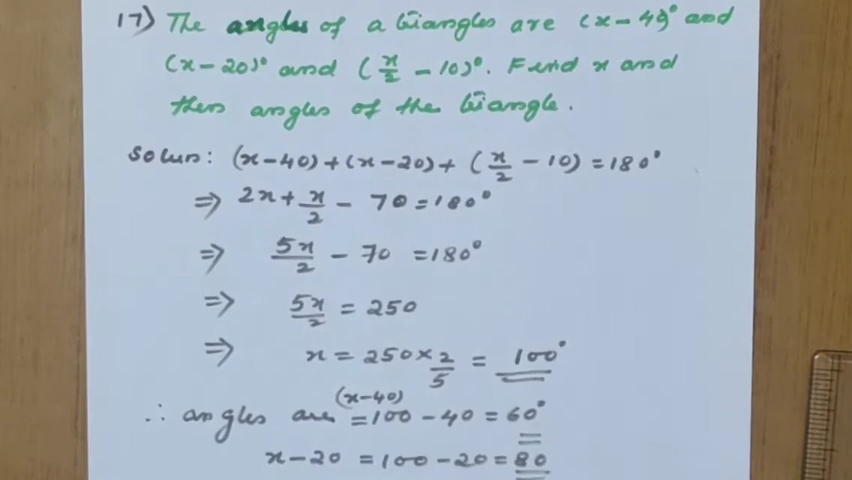 17) The angles of a triangles are (x-40)° and
(x-20)° and (x/2 - 10)°. Find x and
then angles of the triangle.
Solun: (x-40)+(x-20)+(x/2 - 10)=180°
⇒ 2x+x/2 - 70=180°
⇒ 5x/2 - 70 =180°
⇒ 5x/2 = 250
⇒ x = 250×2/5 = 100°
∴ angles are (x-40) =100-40=60°
x-20 =100-20=80